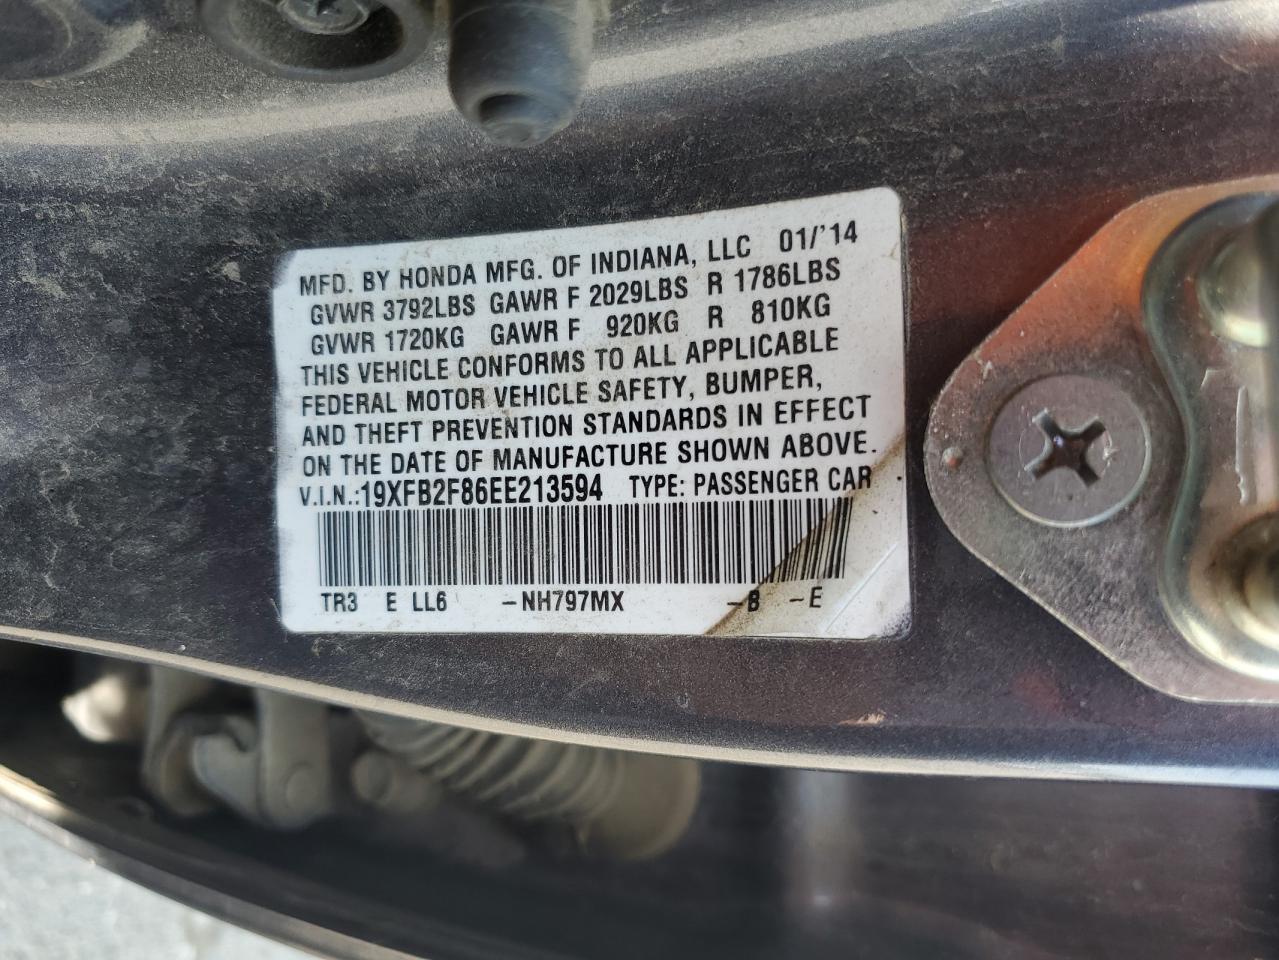 MFD. BY HONDA MFG. OF INDIANA, LLC 01/'14
GVWR 3792LBS GAWR F 2029LBS R 1786LBS
GVWR 1720KG GAWR F 920KG R 810KG
THIS VEHICLE CONFORMS TO ALL APPLICABLE
FEDERAL MOTOR VEHICLE SAFETY, BUMPER,
AND THEFT PREVENTION STANDARDS IN EFFECT
ON THE DATE OF MANUFACTURE SHOWN ABOVE.
V.I.N.:19XFB2F86EE213594 TYPE: PASSENGER CAR
TR3 E LL6 -NH797MX -B -E